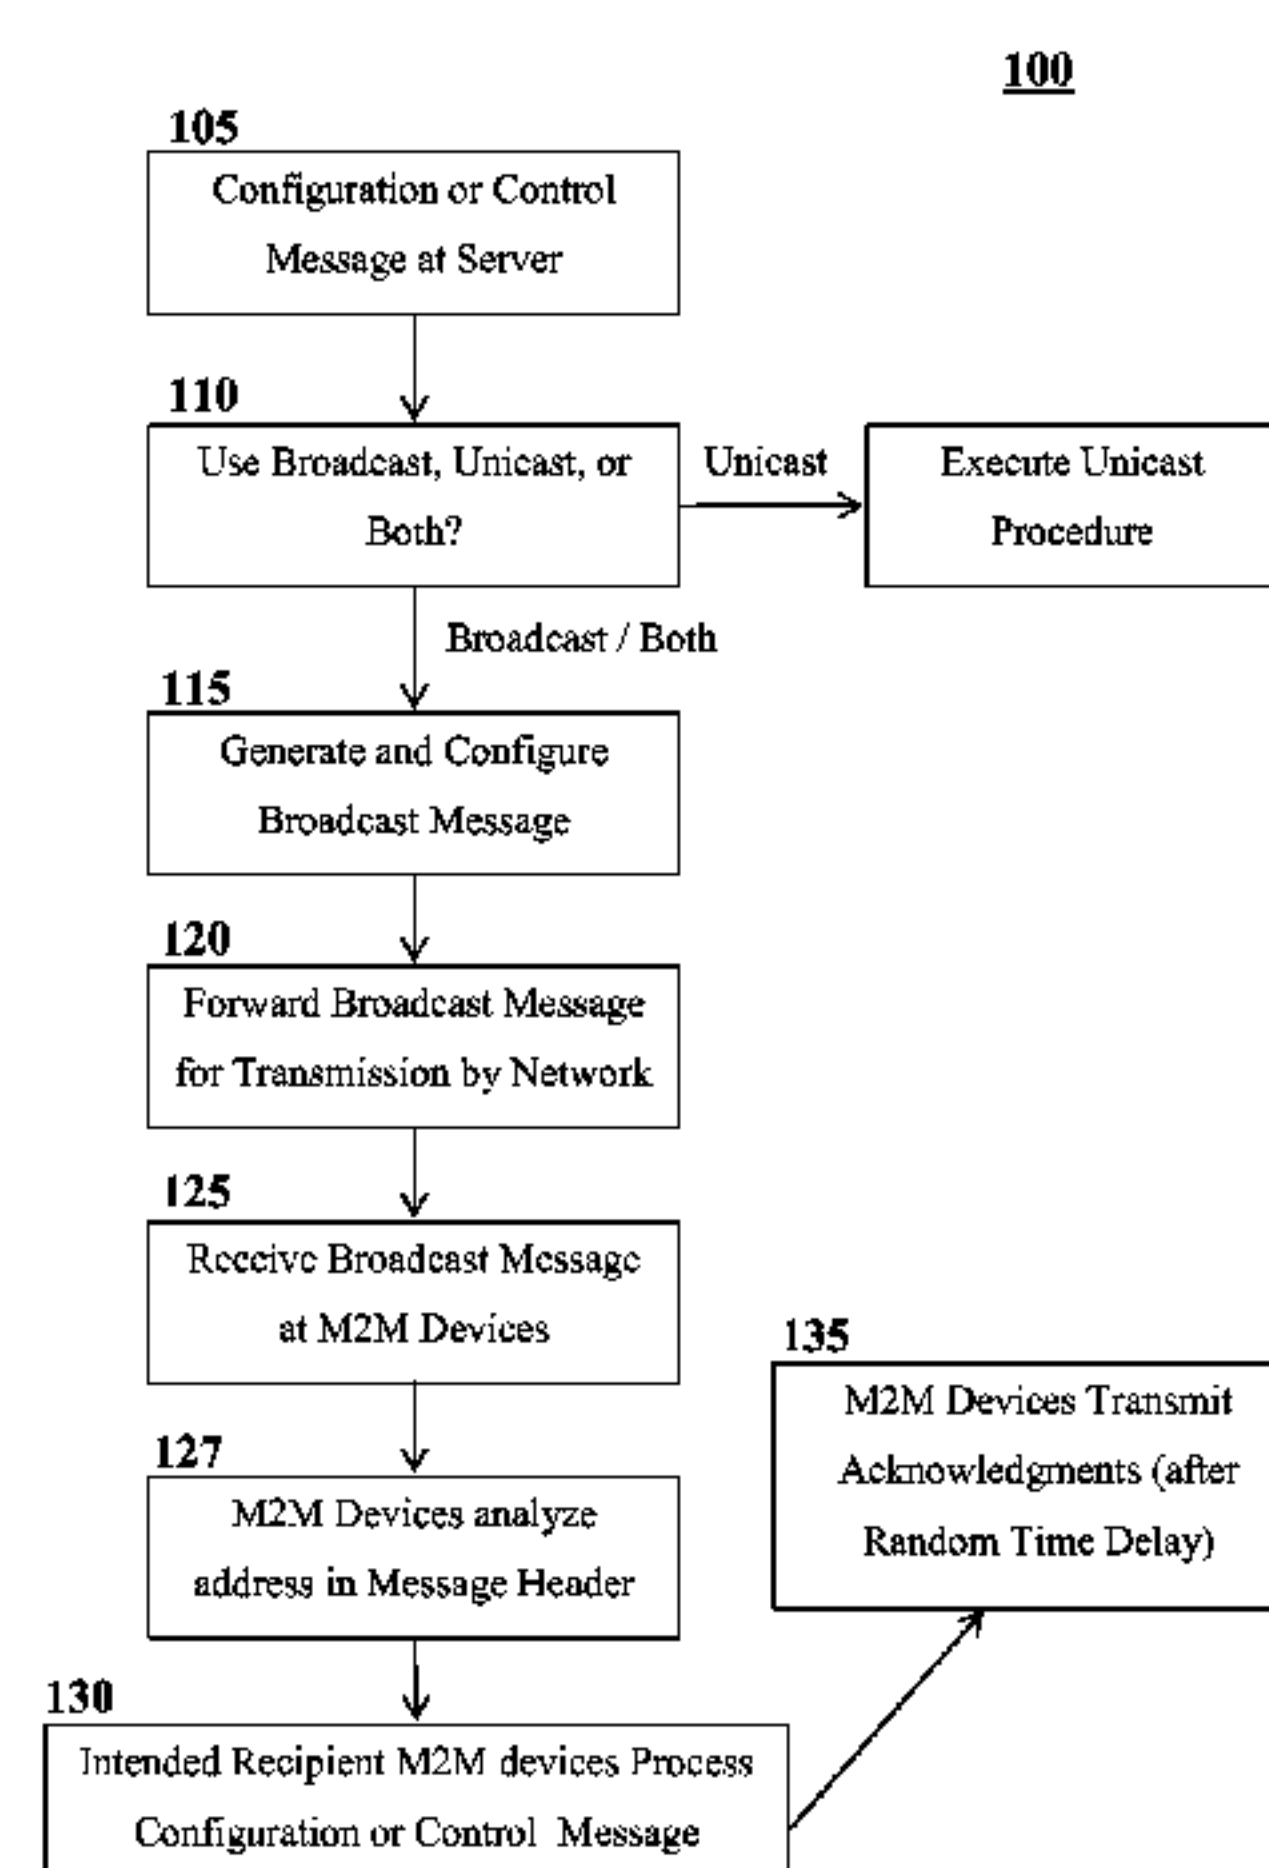 100
105
Configuration or Control
Message at Server
110
Use Broadcast, Unicast, or
Both?
Unicast
Execute Unicast
Procedure
Broadcast / Both
115
Generate and Configure
Broadcast Message
120
Forward Broadcast Message
for Transmission by Network
125
Receive Broadcast Message
at M2M Devices
127
M2M Devices analyze
address in Message Header
130
Intended Recipient M2M devices Process
Configuration or Control Message
135
M2M Devices Transmit
Acknowledgments (after
Random Time Delay)